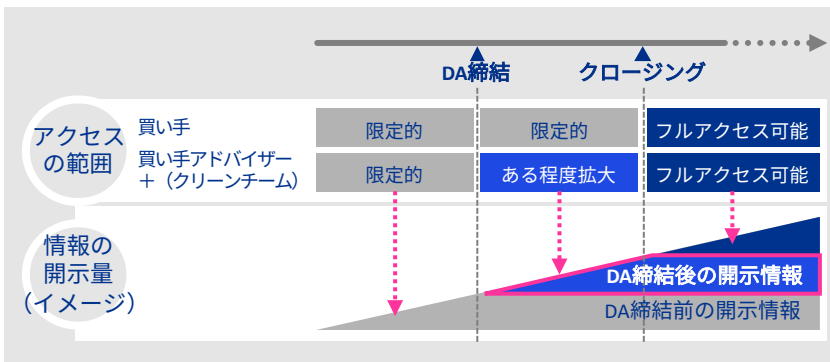 DA締結
クロージング
アクセス
の範囲
買い手
限定的
限定的
フルアクセス可能
買い手アドバイザー
＋（クリーンチーム）
限定的
ある程度拡大
フルアクセス可能
情報の
開示量
（イメージ）
DA締結後の開示情報
DA締結前の開示情報